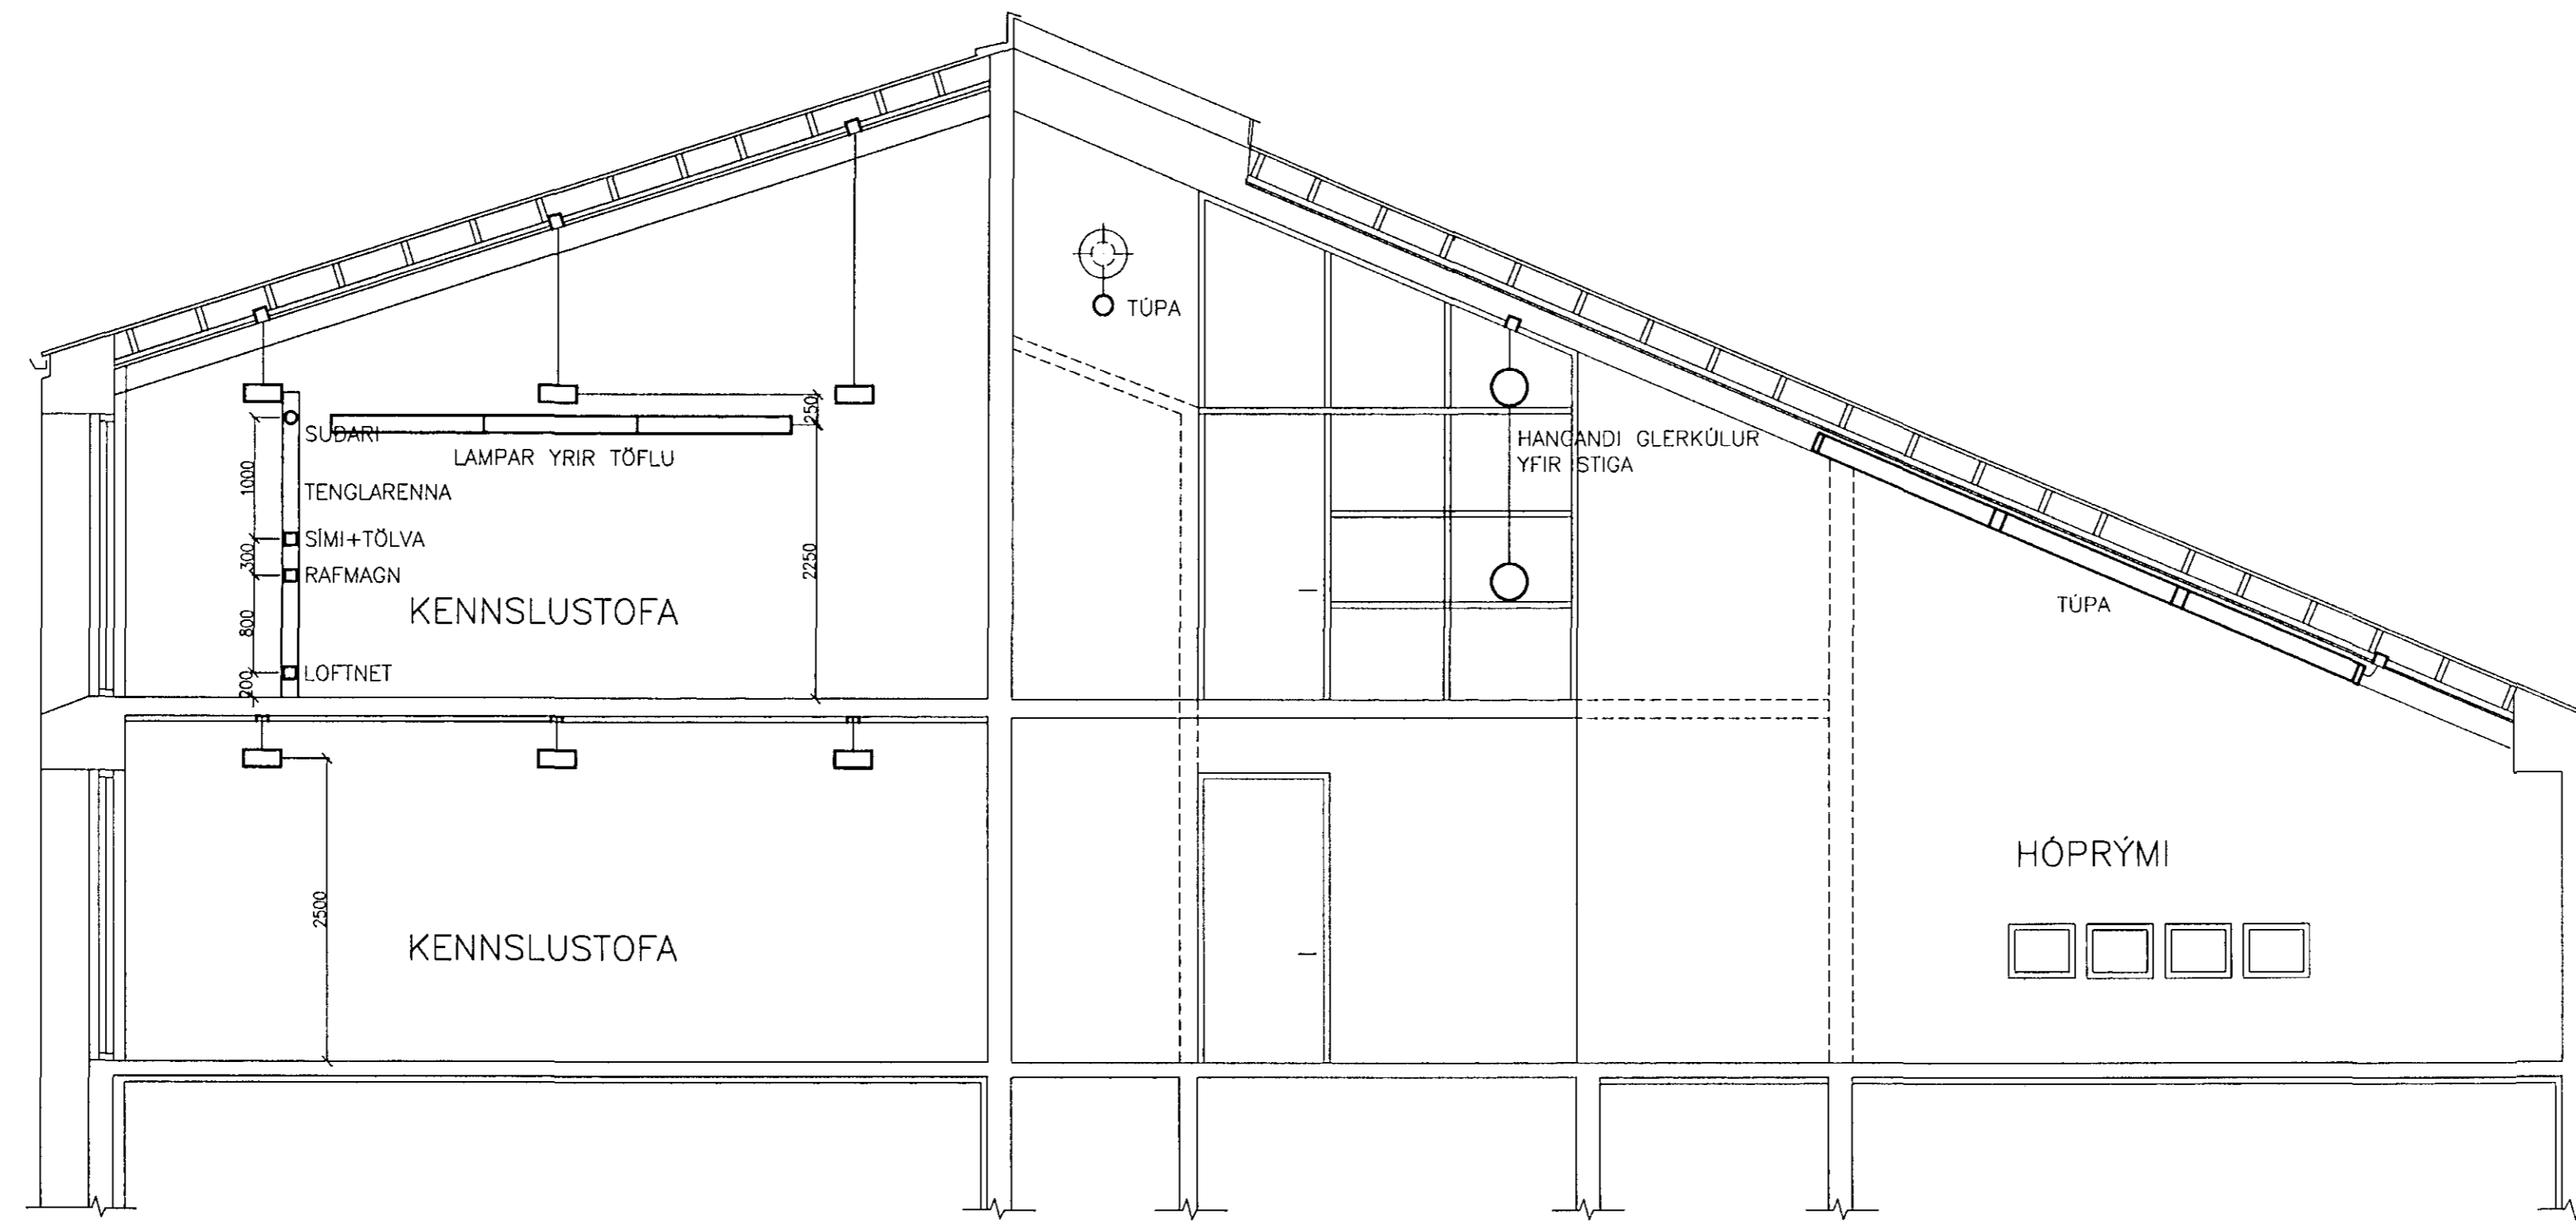 TÚPA
250
SUDARI
LAMPAR YRIR TÖFLU
HANGANDI GLERKÚLUR
YFIR STIGA
1000
TENGLARENNA
SÍMI+TÖLVA
300
RAFMAGN
2250
KENNSLUSTOFA
TÚPA
800
LOFTNET
200
2500
HÓPRÝMI
KENNSLUSTOFA